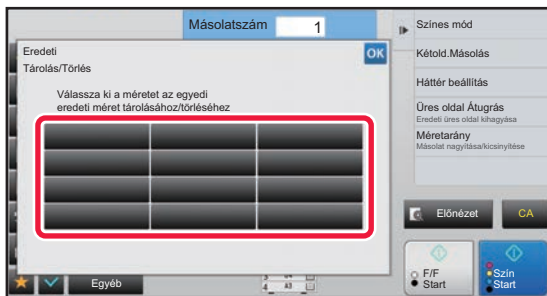 Másolatszám
1
Színes mód
Eredeti
OK
Kétold.Másolás
Tárolás/Törlés
Háttér beállítás
Válassza ki a méretet az egyedi
eredeti méret tárolásához/törléséhez
Üres oldal Átugrás
Eredeti üres oldal kihagyása
Méretarány
Másolat nagyítása/kicsinyítése
Előnézet
CA
Egyéb
4 A3
F/F
Start
Szín
Start